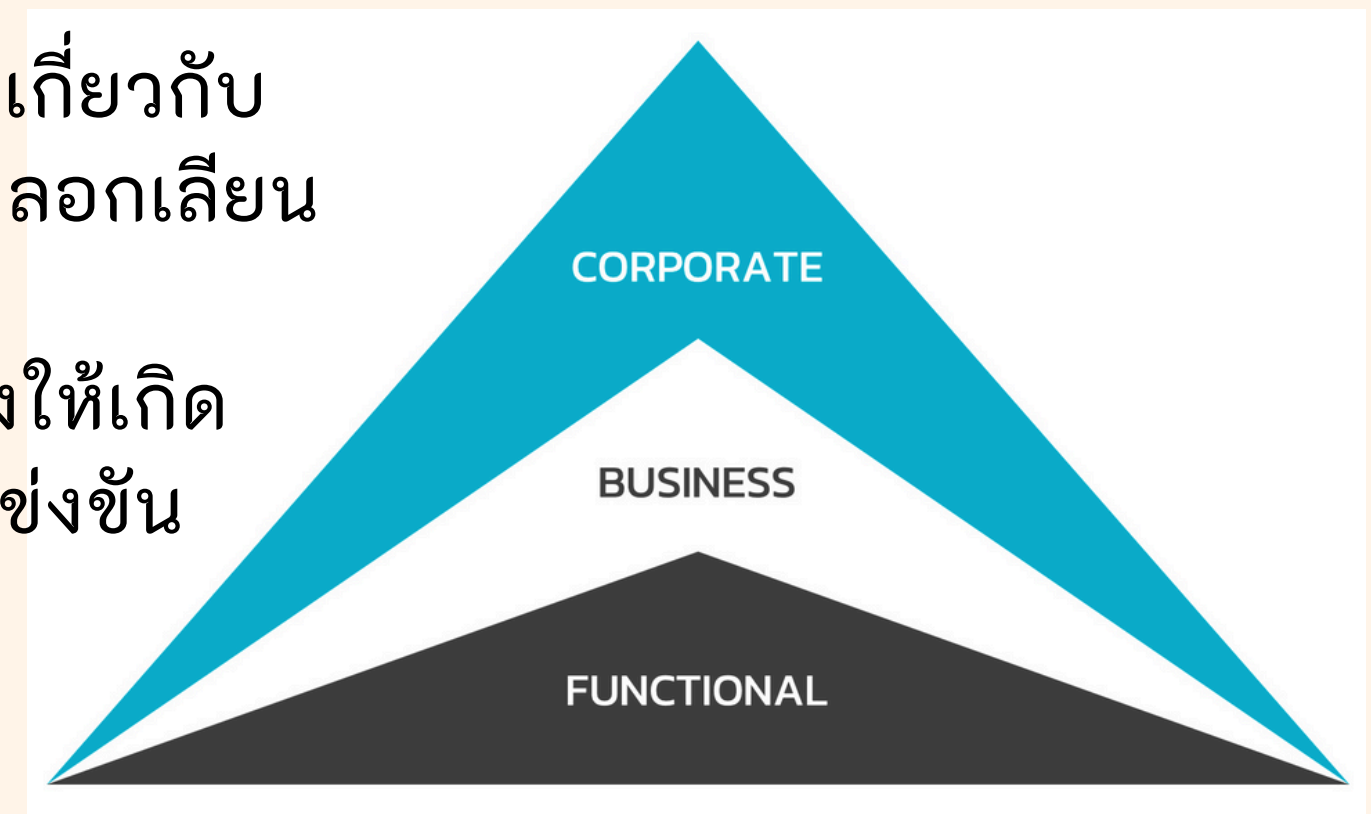 เกี่ยวกับ
ลอกเลียน
ให้เกิด
ข่งขัน
CORPORATE
BUSINESS
FUNCTIONAL